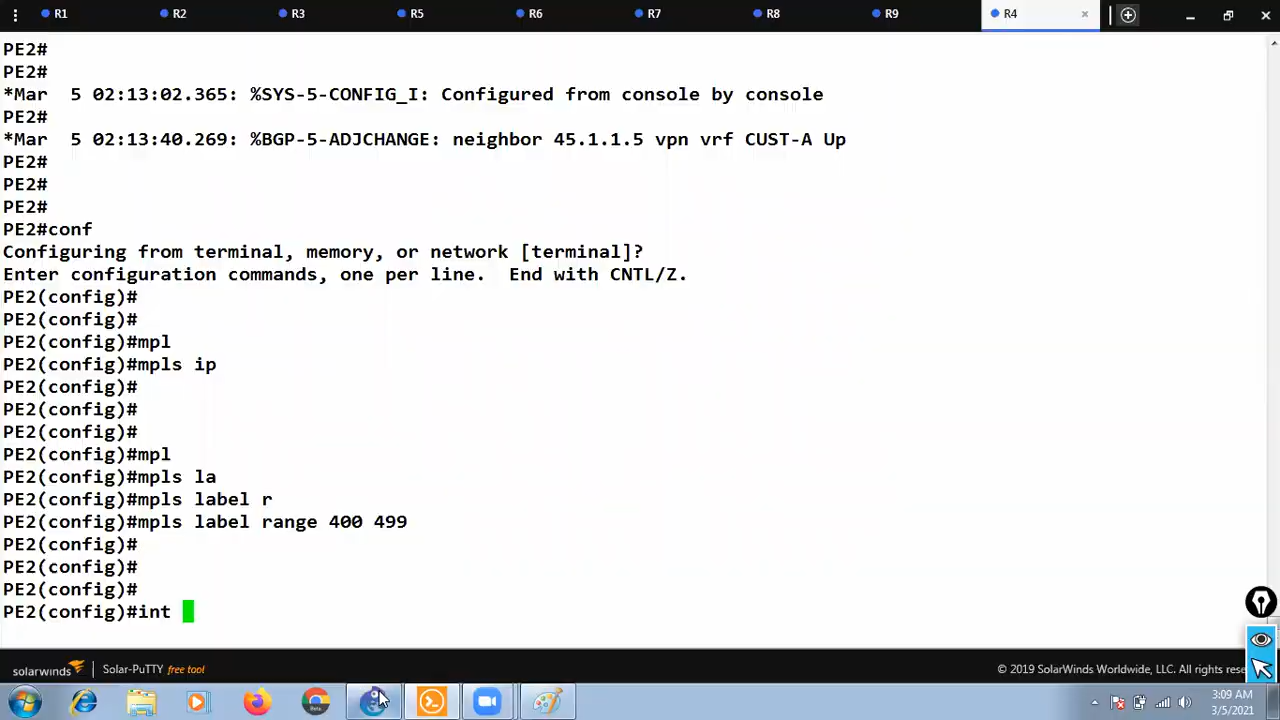 R1 R2 R3 R5 R6 R7 R8 R9 R4
PE2#
PE2#
*Mar  5 02:13:02.365: %SYS-5-CONFIG_I: Configured from console by console
PE2#
*Mar  5 02:13:40.269: %BGP-5-ADJCHANGE: neighbor 45.1.1.5 vpn vrf CUST-A Up
PE2#
PE2#
PE2#
PE2#conf
Configuring from terminal, memory, or network [terminal]?
Enter configuration commands, one per line.  End with CNTL/Z.
PE2(config)#
PE2(config)#
PE2(config)#mpl
PE2(config)#mpls ip
PE2(config)#
PE2(config)#
PE2(config)#
PE2(config)#mpl
PE2(config)#mpls la
PE2(config)#mpls label r
PE2(config)#mpls label range 400 499
PE2(config)#
PE2(config)#
PE2(config)#
PE2(config)#int
solarwinds Solar-PuTTY free tool © 2019 SolarWinds Worldwide, LLC. All rights rese
3:09 AM
3/5/2021